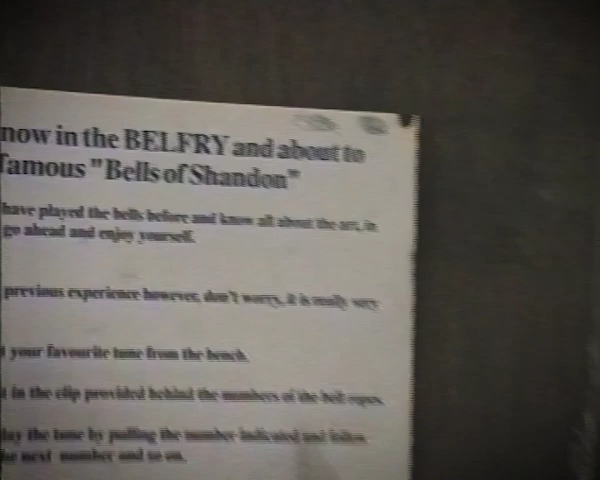 now in the BELFRY and about to
famous "Bells of Shandon"
have played the bells before and know all about the art, in
go ahead and enjoy yourself.
previous experience however, don't worry, it is really very
your favourite tune from the bench.
in the clip provided behind the numbers of the bell ropes.
the tune by pulling the number indicated and follow
next number and so on.